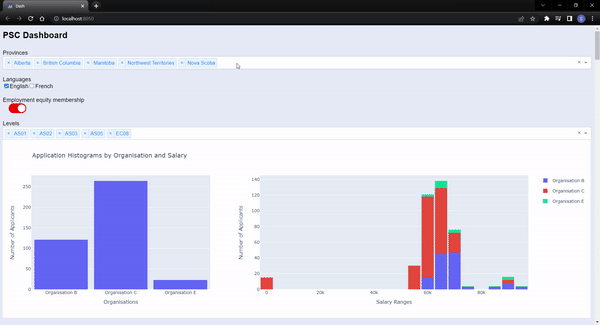 Dash
localhost:8050
PSC Dashboard
Provinces
× Alberta × British Columbia × Manitoba × Northwest Territories × Nova Scotia
Languages
English French
Employment equity membership
Levels
× AS01 × AS02 × AS03 × AS05 × EC06
Application Histograms by Organisation and Salary
Number of Applicants
250
200
150
100
50
0
Organisation B Organisation C Organisation E
Organisations
Number of Applicants
140
120
100
80
60
40
20
0
0 20k 40k 60k 80k
Salary Ranges
Organisation B
Organisation C
Organisation E